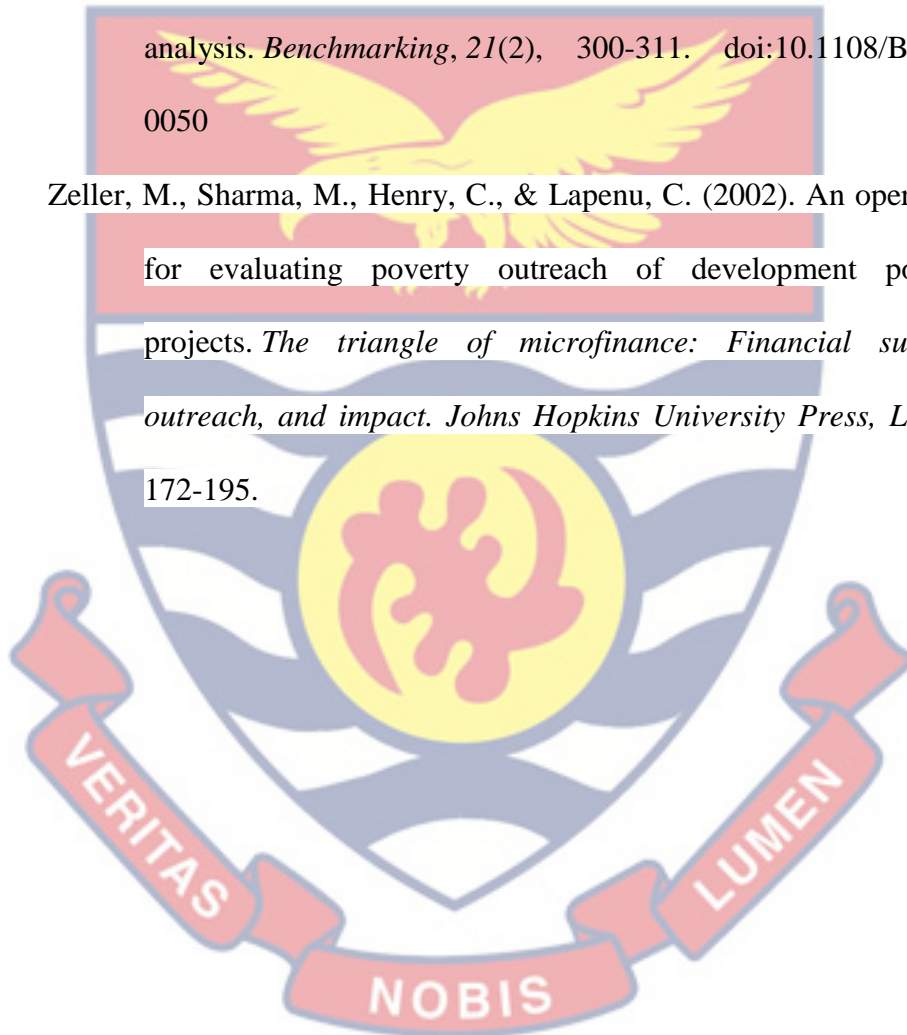 analysis. Benchmarking, 21(2), 300-311. doi:10.1108/B
0050
Zeller, M., Sharma, M., Henry, C., & Lapenu, C. (2002). An oper
for evaluating poverty outreach of development po
projects. The triangle of microfinance: Financial su
outreach, and impact. Johns Hopkins University Press, L
172-195.
VERITAS
NOBIS
LUMEN